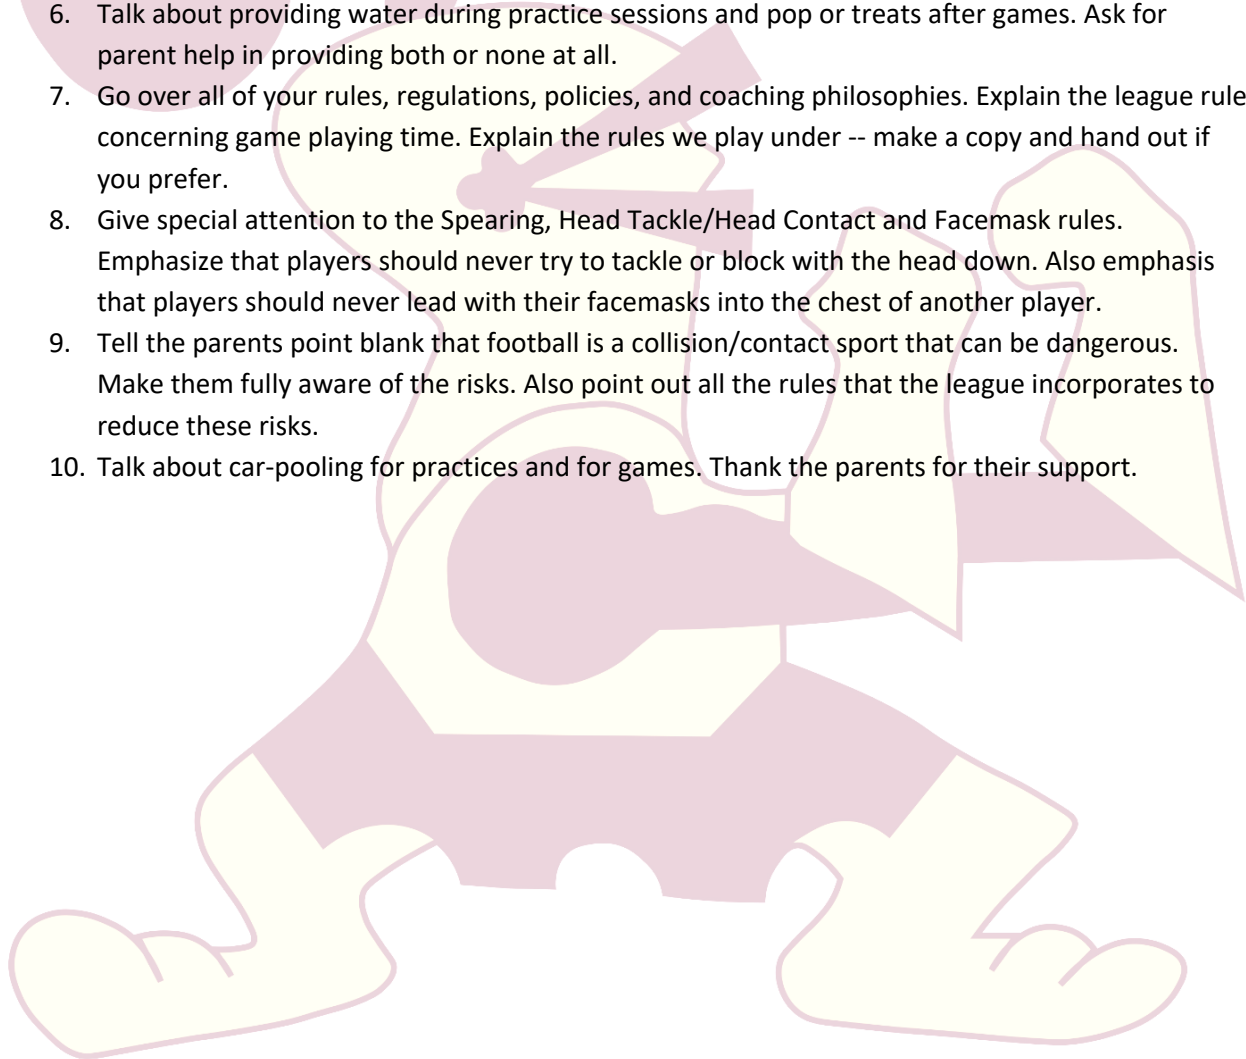 6. Talk about providing water during practice sessions and pop or treats after games. Ask for
parent help in providing both or none at all.
7. Go over all of your rules, regulations, policies, and coaching philosophies. Explain the league rule
concerning game playing time. Explain the rules we play under -- make a copy and hand out if
you prefer.
8. Give special attention to the Spearing, Head Tackle/Head Contact and Facemask rules.
Emphasize that players should never try to tackle or block with the head down. Also emphasis
that players should never lead with their facemasks into the chest of another player.
9. Tell the parents point blank that football is a collision/contact sport that can be dangerous.
Make them fully aware of the risks. Also point out all the rules that the league incorporates to
reduce these risks.
10. Talk about car-pooling for practices and for games. Thank the parents for their support.